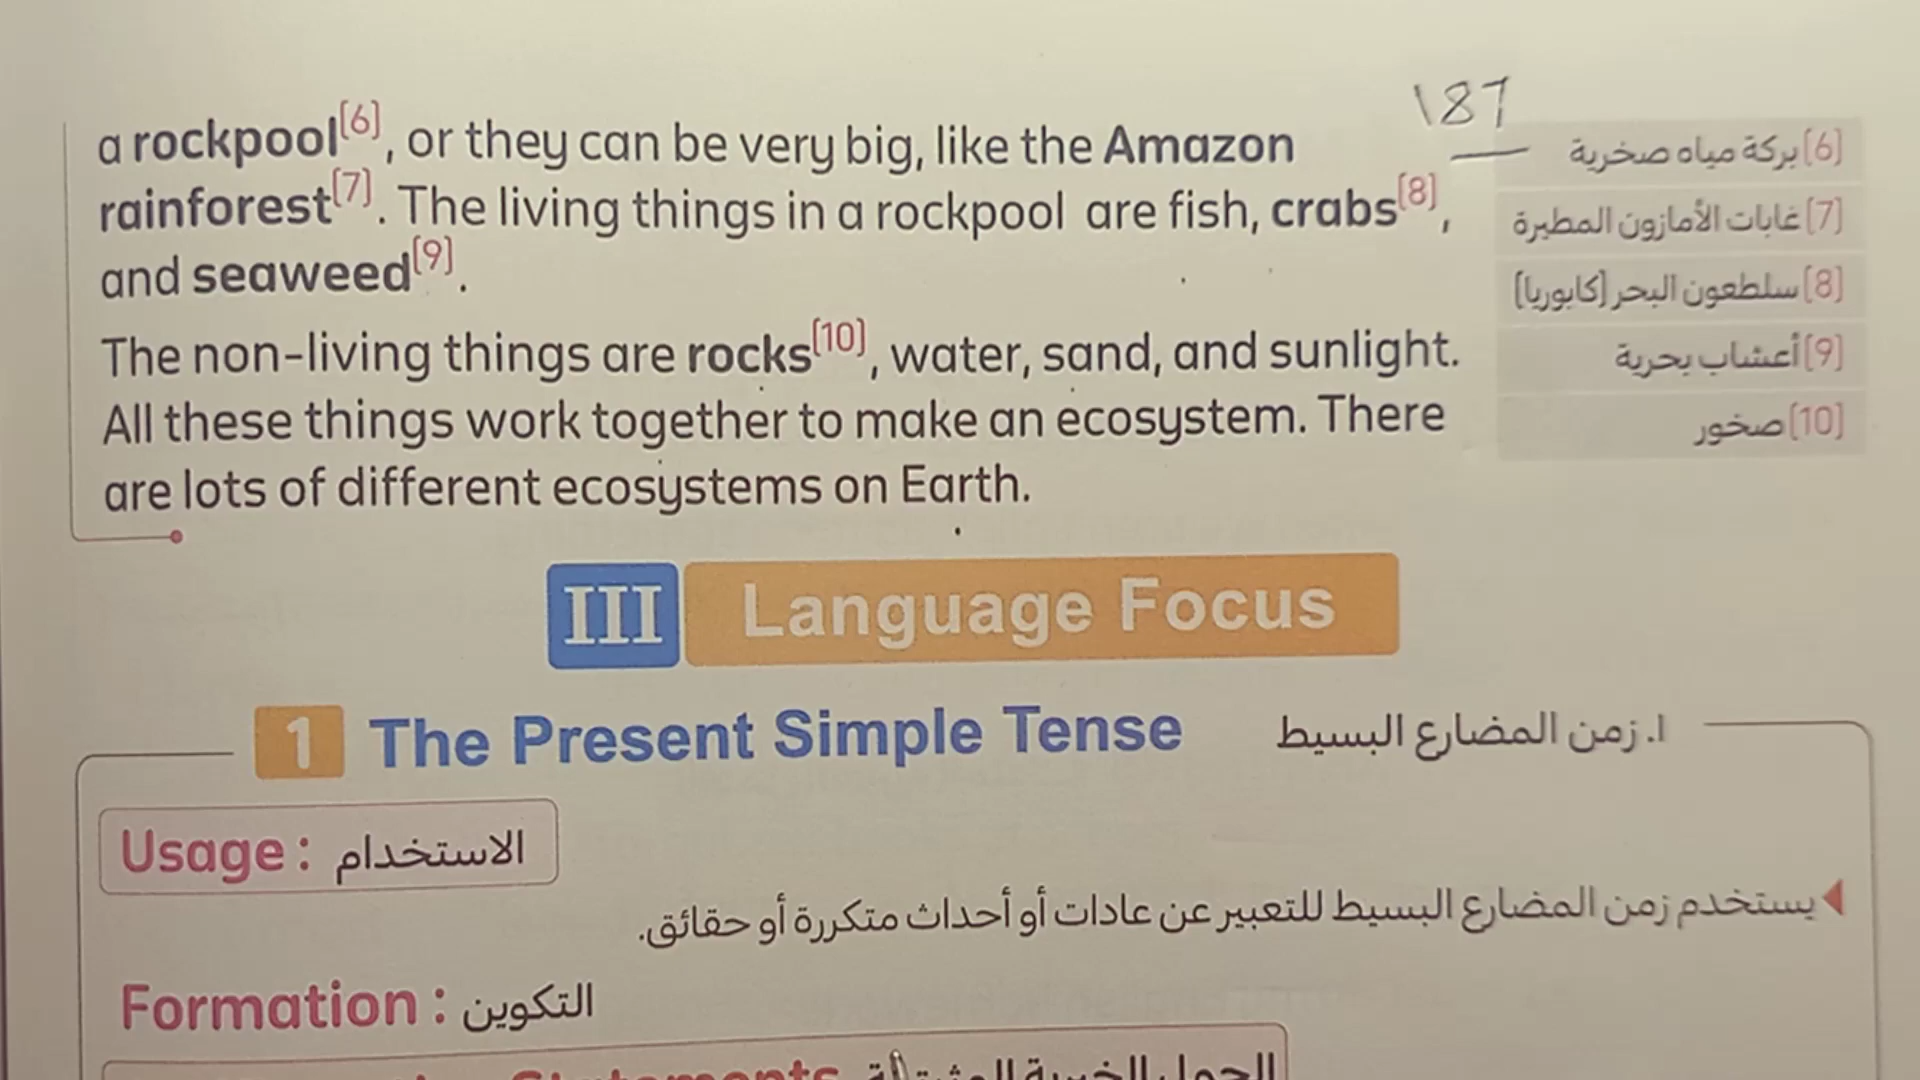 a rockpool[6], or they can be very big, like the Amazon
rainforest[7]. The living things in a rockpool are fish, crabs[8],
and seaweed[9].
The non-living things are rocks[10], water, sand, and sunlight.
All these things work together to make an ecosystem. There
are lots of different ecosystems on Earth.
187
[6] بركة مياه صخرية
[7] غابات الأمازون المطيرة
[8] سلطعون البحر (كابوريا)
[9] أعشاب بحرية
[10] صخور
III Language Focus
1 The Present Simple Tense ١. زمن المضارع البسيط
Usage : الاستخدام
يستخدم زمن المضارع البسيط للتعبير عن عادات أو أحداث متكررة أو حقائق.
Formation : التكوين
Statements الجمل الخبرية المثبتة